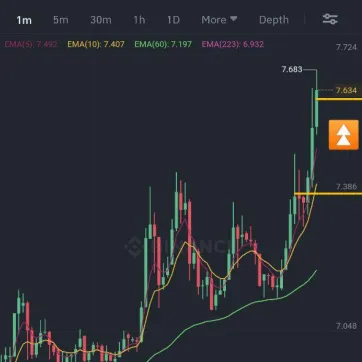 1m 5m 30m 1h 1D More Depth
EMA(5): 7.492 EMA(10): 7.407 EMA(60): 7.197 EMA(223): 6.932
7.724
7.683
7.634
7.386
BINANCE
7.048